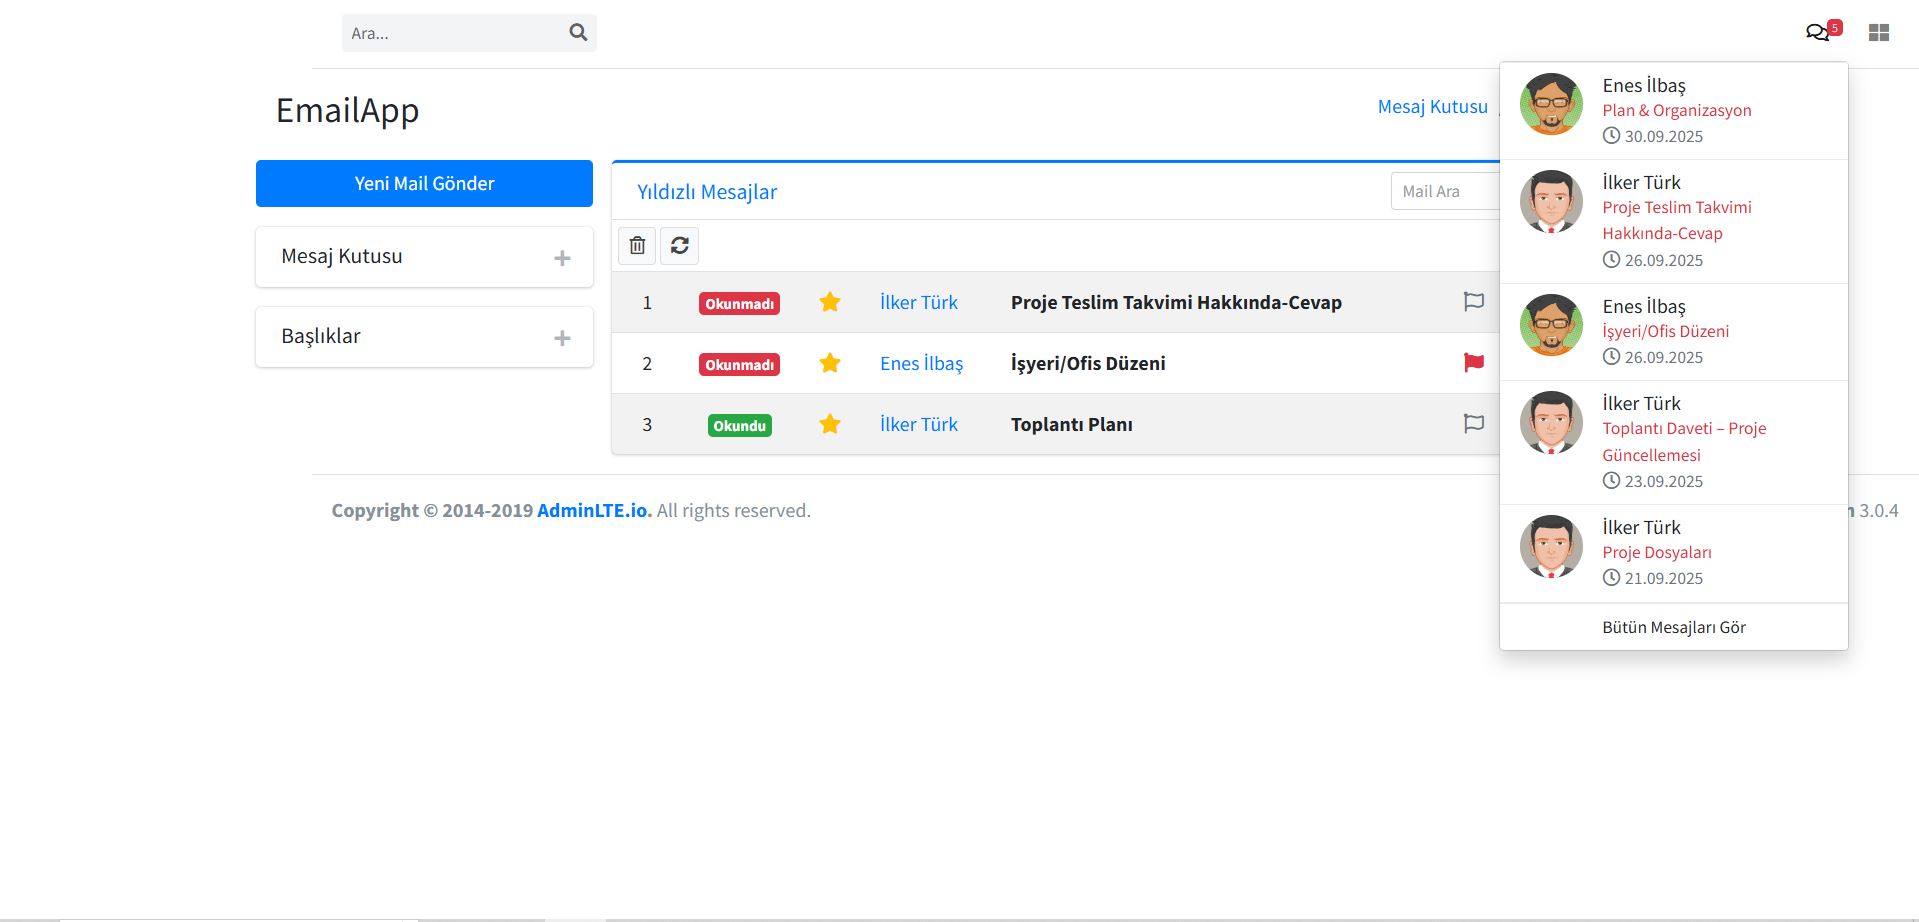 Ara...
5
EmailApp
Mesaj Kutusu
Yeni Mail Gönder
Mesaj Kutusu
Başlıklar
Yıldızlı Mesajlar
Mail Ara
1 Okunmadı İlker Türk Proje Teslim Takvimi Hakkında-Cevap
2 Okunmadı Enes İlbaş İşyeri/Ofis Düzeni
3 Okundu İlker Türk Toplantı Planı
Enes İlbaş
Plan & Organizasyon
30.09.2025
İlker Türk
Proje Teslim Takvimi
Hakkında-Cevap
26.09.2025
Enes İlbaş
İşyeri/Ofis Düzeni
26.09.2025
İlker Türk
Toplantı Daveti – Proje
Güncellemesi
23.09.2025
İlker Türk
Proje Dosyaları
21.09.2025
Bütün Mesajları Gör
Copyright © 2014-2019 AdminLTE.io. All rights reserved.
3.0.4